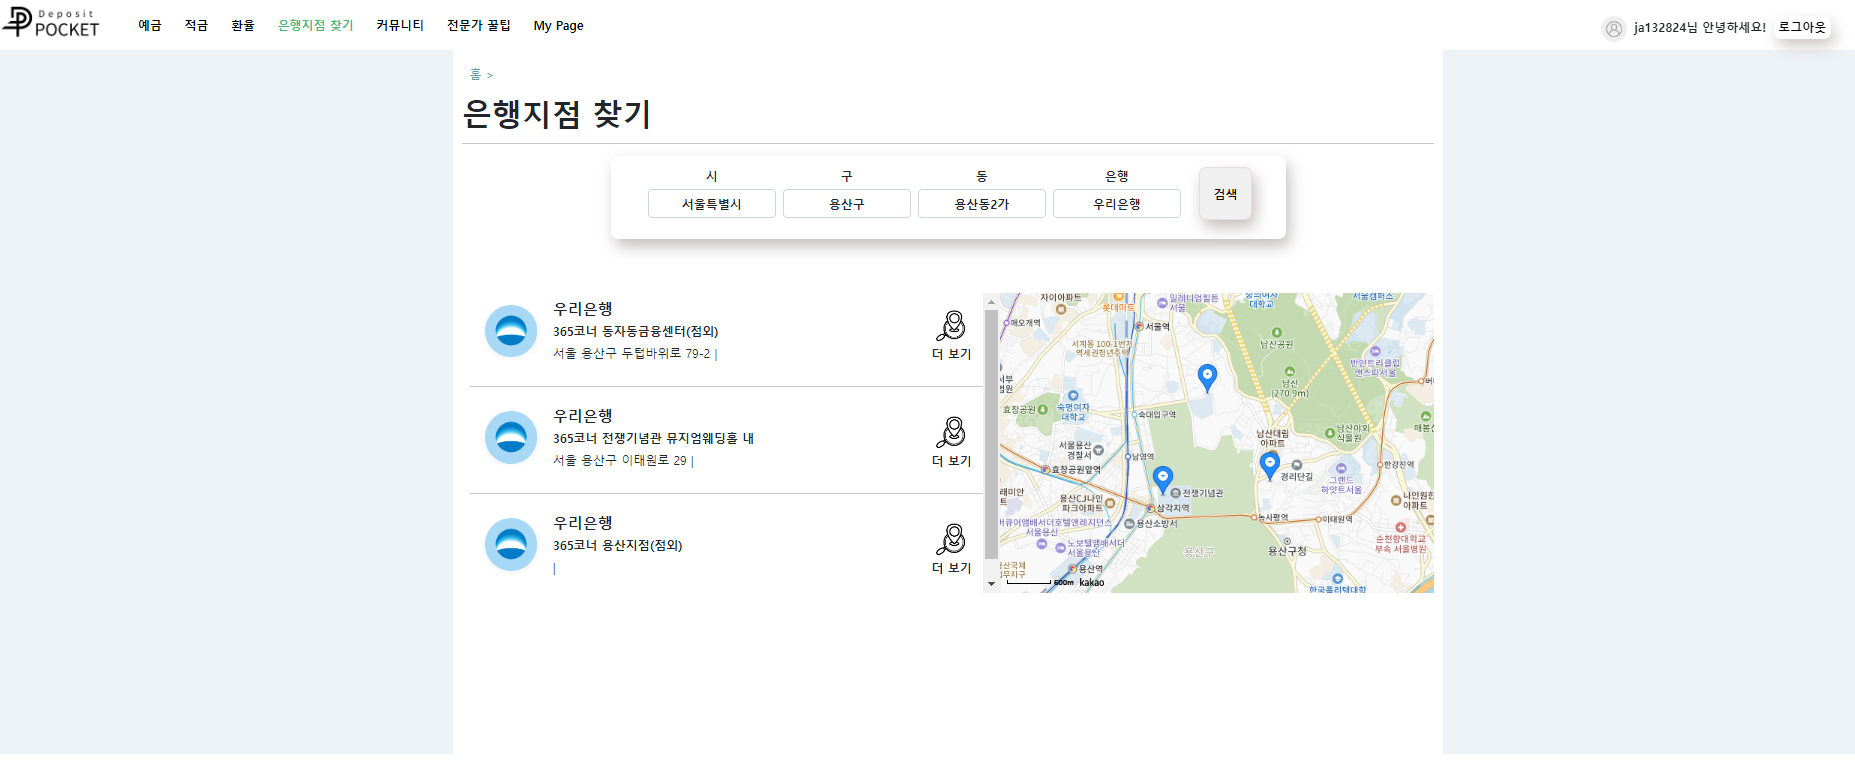 Deposit
POCKET
예금 적금 환율 은행지점 찾기 커뮤니티 전문가 꿀팁 My Page
ja132824님 안녕하세요! 로그아웃
홈 >
은행지점 찾기
시 구 동 은행
서울특별시 용산구 용산동2가 우리은행
검색
우리은행
365코너 동자동금융센터(점외)
서울 용산구 두텁바위로 79-2 |
더 보기
우리은행
365코너 전쟁기념관 뮤지엄웨딩홀 내
서울 용산구 이태원로 29 |
더 보기
우리은행
365코너 용산지점(점외)
|
더 보기
자이아파트
롯데마트
밀레니엄힐튼
서울
숭의여자
대학교
서울캠퍼스
애오개역
서울역
서계동 100-1번지
역세권청년주택
남산공원
반얀트리클럽
앤스파서울
남산
(270.9m)
효창공원
숙명여자
대학교
숙대입구역
남산야외
식물원
남산대림
아파트
서울용산
경찰서
남영역
효창공원앞역
한강진역
경리단길
그랜드
하얏트서울
전쟁기념관
용산CJ나인
파크아파트
삼각지역
용산소방서
녹사평역
이태원역
나인원한
순천향대학교
부속 서울병원
노보텔앰배서더
서울용산
용산구
용산구청
용산역
500m kakao
한국폴리텍대학